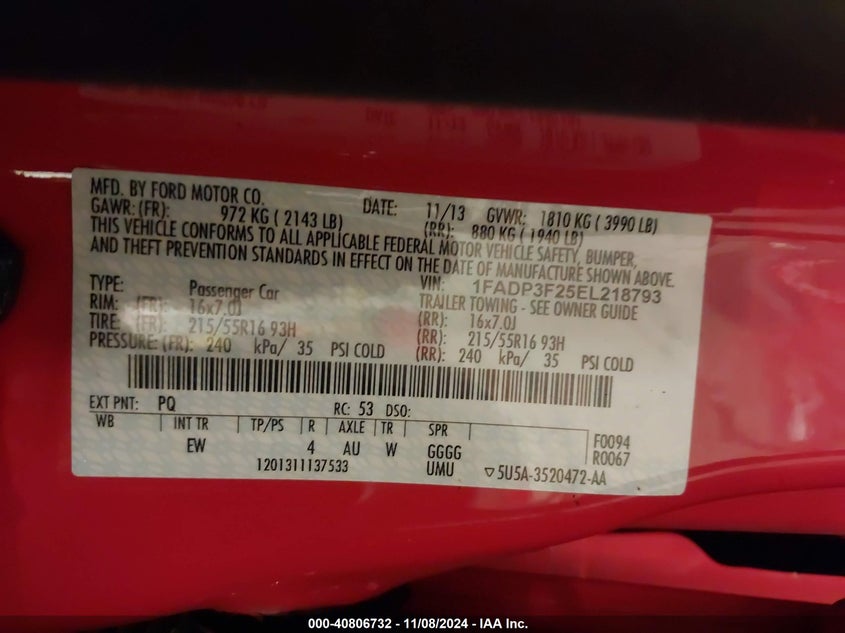 MFD. BY FORD MOTOR CO. DATE: 11/13 GVWR: 1810 KG ( 3990 LB)
GAWR: (FR): 972 KG ( 2143 LB) (RR): 880 KG ( 1940 LB)
THIS VEHICLE CONFORMS TO ALL APPLICABLE FEDERAL MOTOR VEHICLE SAFETY, BUMPER,
AND THEFT PREVENTION STANDARDS IN EFFECT ON THE DATE OF MANUFACTURE SHOWN ABOVE.
VIN: 1FADP3F25EL218793
TYPE: Passenger Car TRAILER TOWING - SEE OWNER GUIDE
RIM: (FR): 16x7.0J (RR): 16x7.0J
TIRE: (FR): 215/55R16 93H (RR): 215/55R16 93H
PRESSURE: (FR): 240 kPa/ 35 PSI COLD (RR): 240 kPa/ 35 PSI COLD
EXT PNT: PQ RC: 53 DSO:
WB INT TR TP/PS R AXLE TR SPR F0094
EW 4 AU W GGGG R0067
1201311137533 UMU ▽5U5A-3520472-AA
000-40806732 - 11/08/2024 - IAA Inc.